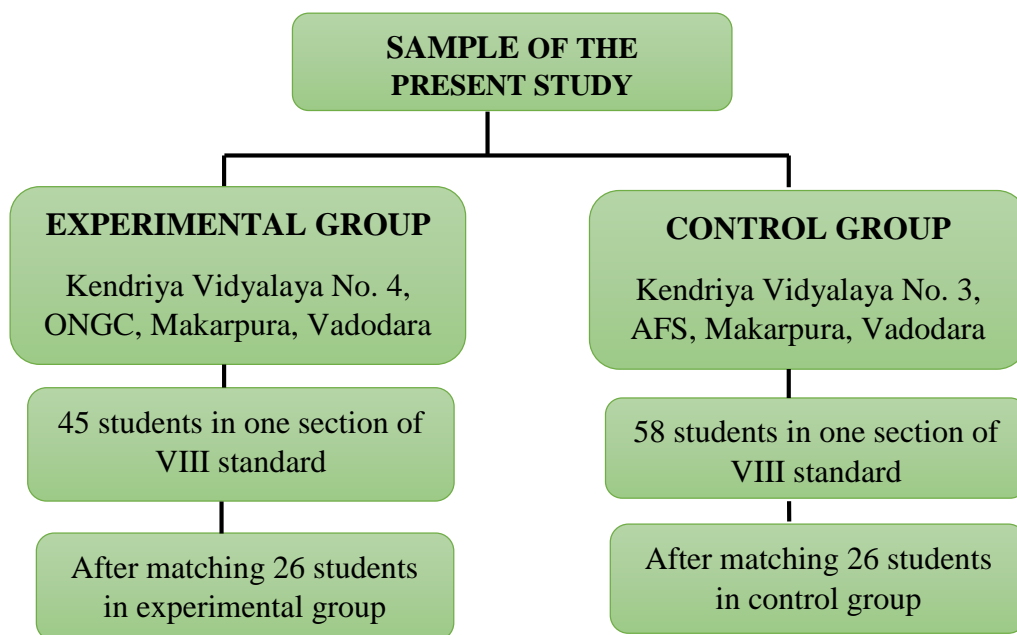 SAMPLE OF THE
PRESENT STUDY
EXPERIMENTAL GROUP
Kendriya Vidyalaya No. 4,
ONGC, Makarpura, Vadodara
45 students in one section of
VIII standard
After matching 26 students
in experimental group
CONTROL GROUP
Kendriya Vidyalaya No. 3,
AFS, Makarpura, Vadodara
58 students in one section of
VIII standard
After matching 26 students
in control group